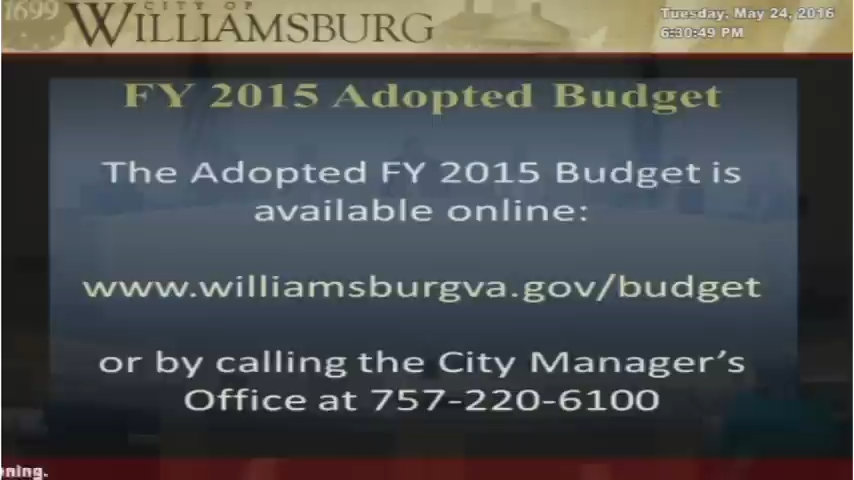 1699
CITY OF
WILLIAMSBURG
Tuesday, May 24, 2016
6:30:49 PM
FY 2015 Adopted Budget
The Adopted FY 2015 Budget is
available online:
www.williamsburgva.gov/budget
or by calling the City Manager's
Office at 757-220-6100
ning.